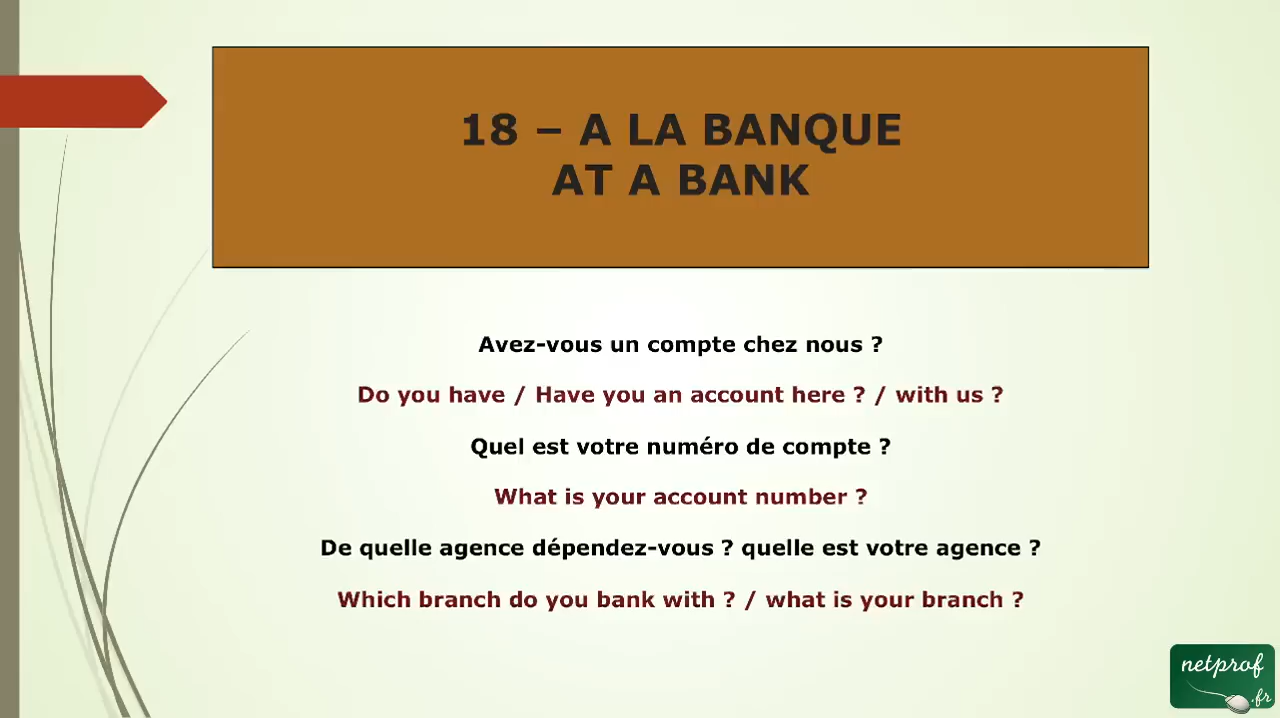 18 – A LA BANQUE
AT A BANK
Avez-vous un compte chez nous ?
Do you have / Have you an account here ? / with us ?
Quel est votre numéro de compte ?
What is your account number ?
De quelle agence dépendez-vous ? quelle est votre agence ?
Which branch do you bank with ? / what is your branch ?
netprof
.fr